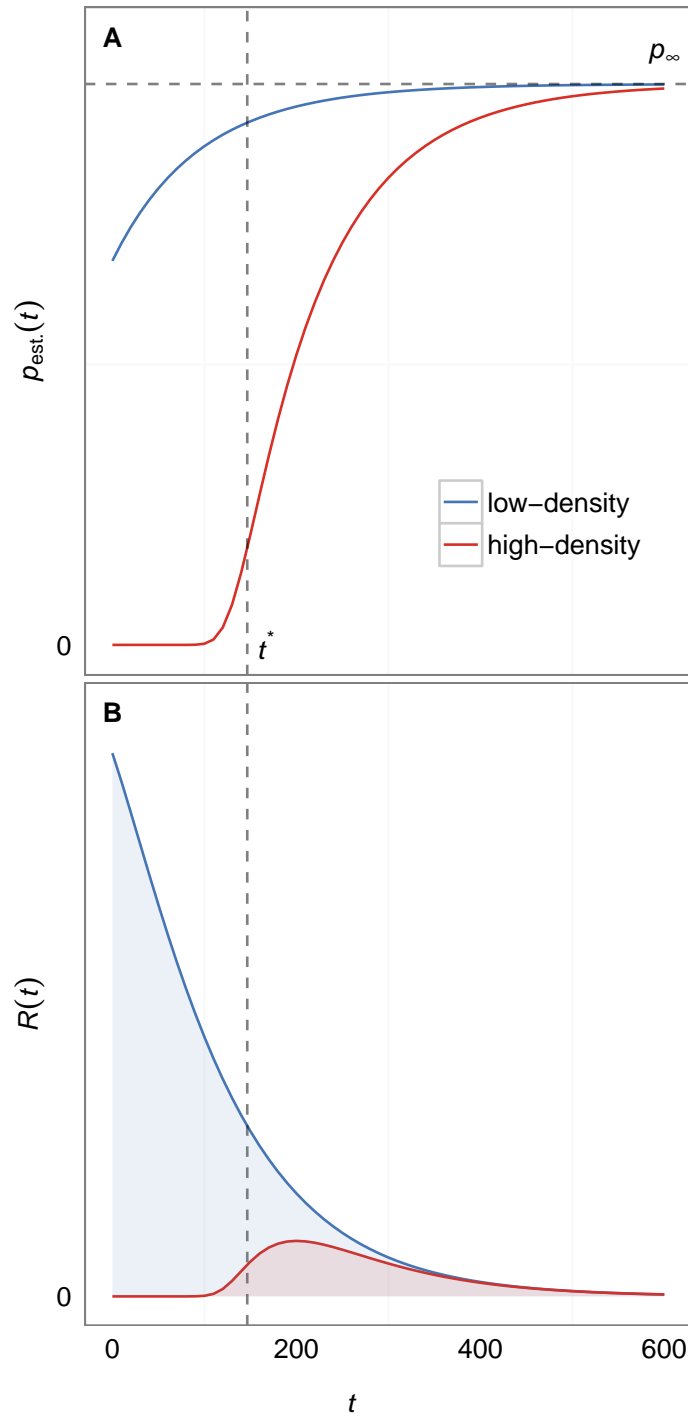 A
p∞
pest.(t)
low−density
high−density
0
t*
B
R(t)
0
0 200 400 600
t